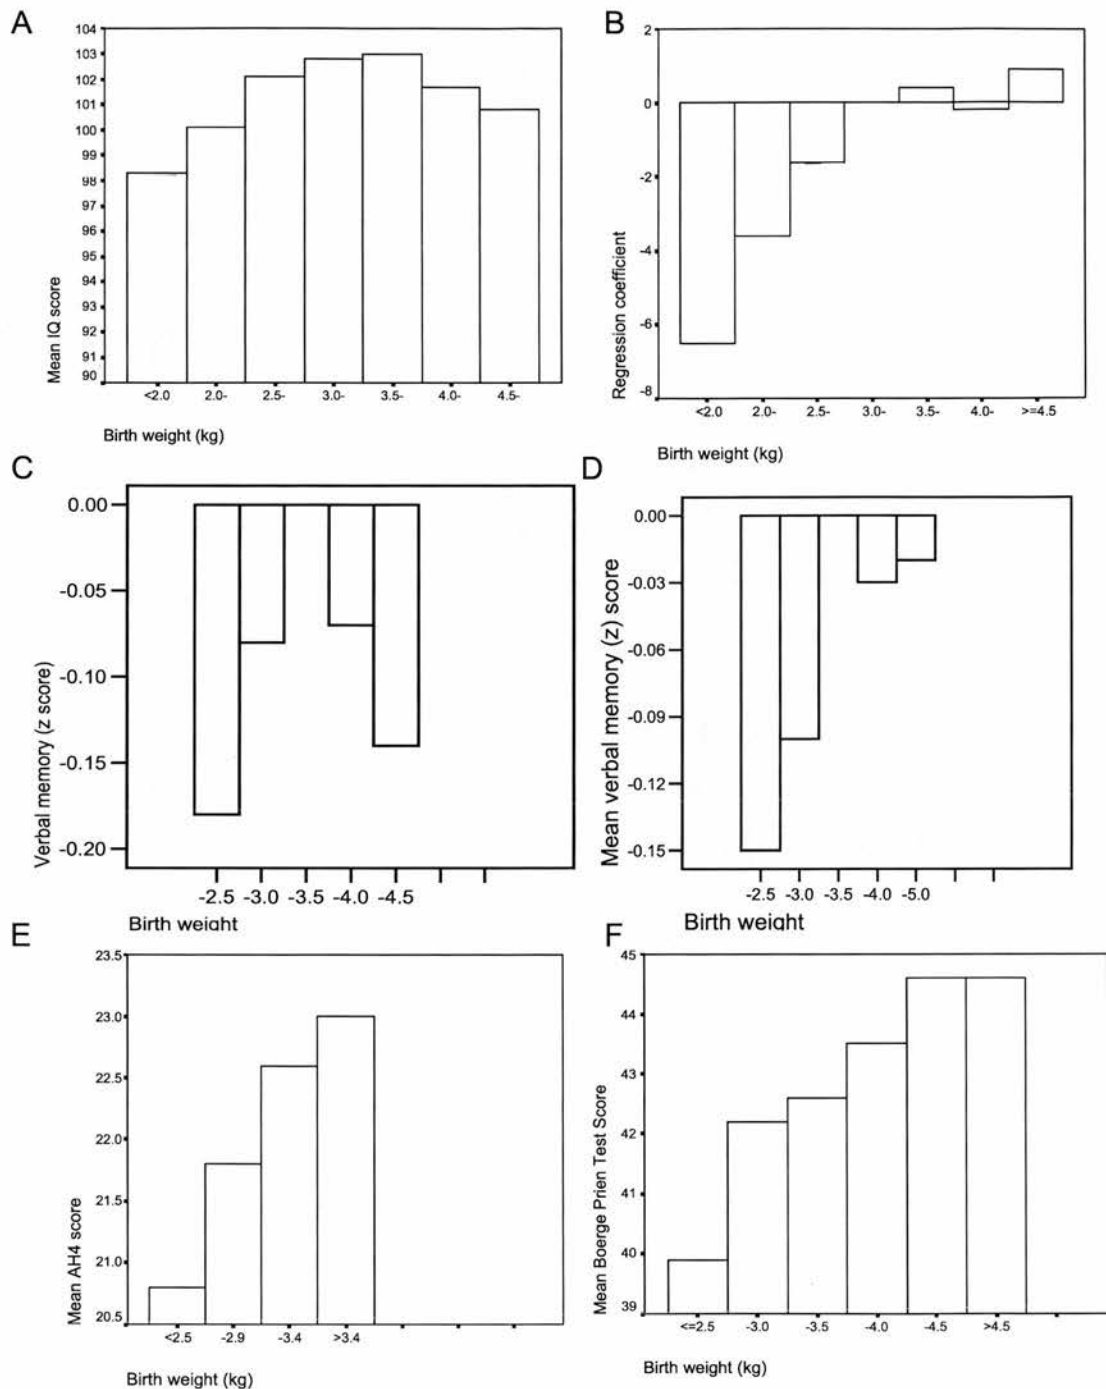 A
104
103
102
101
100
99
98
97
96
95
94
93
92
91
90
Mean IQ score
<2.0 2.0- 2.5- 3.0- 3.5- 4.0- 4.5-
Birth weight (kg)
B
2
0
-2
-4
-6
-8
Regression coefficient
<2.0 2.0- 2.5- 3.0- 3.5- 4.0- >=4.5
Birth weight (kg)
C
0.00
-0.05
-0.10
-0.15
-0.20
Verbal memory (z score)
-2.5 -3.0 -3.5 -4.0 -4.5
Birth weight
D
0.00
-0.03
-0.06
-0.09
-0.12
-0.15
Mean verbal memory (z) score
-2.5 -3.0 -3.5 -4.0 -5.0
Birth weight
E
23.5
23.0
22.5
22.0
21.5
21.0
20.5
Mean AH4 score
<2.5 -2.9 -3.4 >3.4
Birth weight (kg)
F
45
44
43
42
41
40
39
Mean Boerge Prien Test Score
<=2.5 -3.0 -3.5 -4.0 -4.5 >4.5
Birth weight (kg)